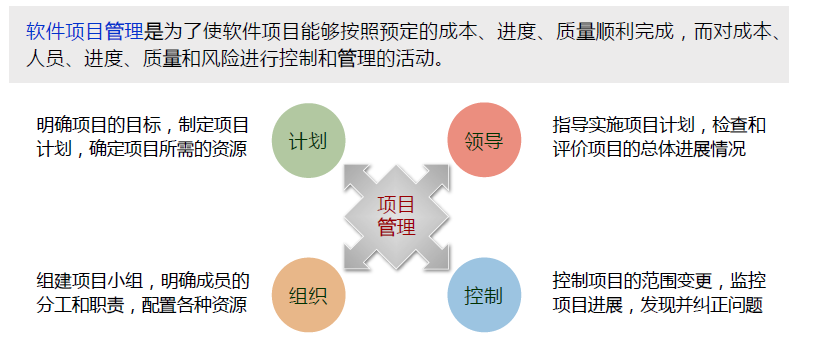 软件项目管理是为了使软件项目能够按照预定的成本、进度、质量顺利完成，而对成本、
人员、进度、质量和风险进行控制和管理的活动。
明确项目的目标，制定项目
计划，确定项目所需的资源
计划
领导
指导实施项目计划，检查和
评价项目的总体进展情况
项目
管理
组建项目小组，明确成员的
分工和职责，配置各种资源
组织
控制
控制项目的范围变更，监控
项目进展，发现并纠正问题